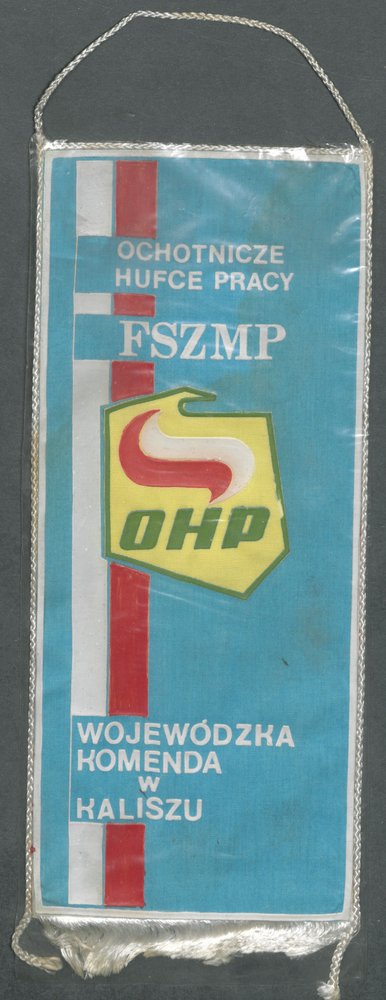 OCHOTNICZE
HUFCE PRACY
FSZMP
OHP
WOJEWÓDZKA
KOMENDA
W
KALISZU